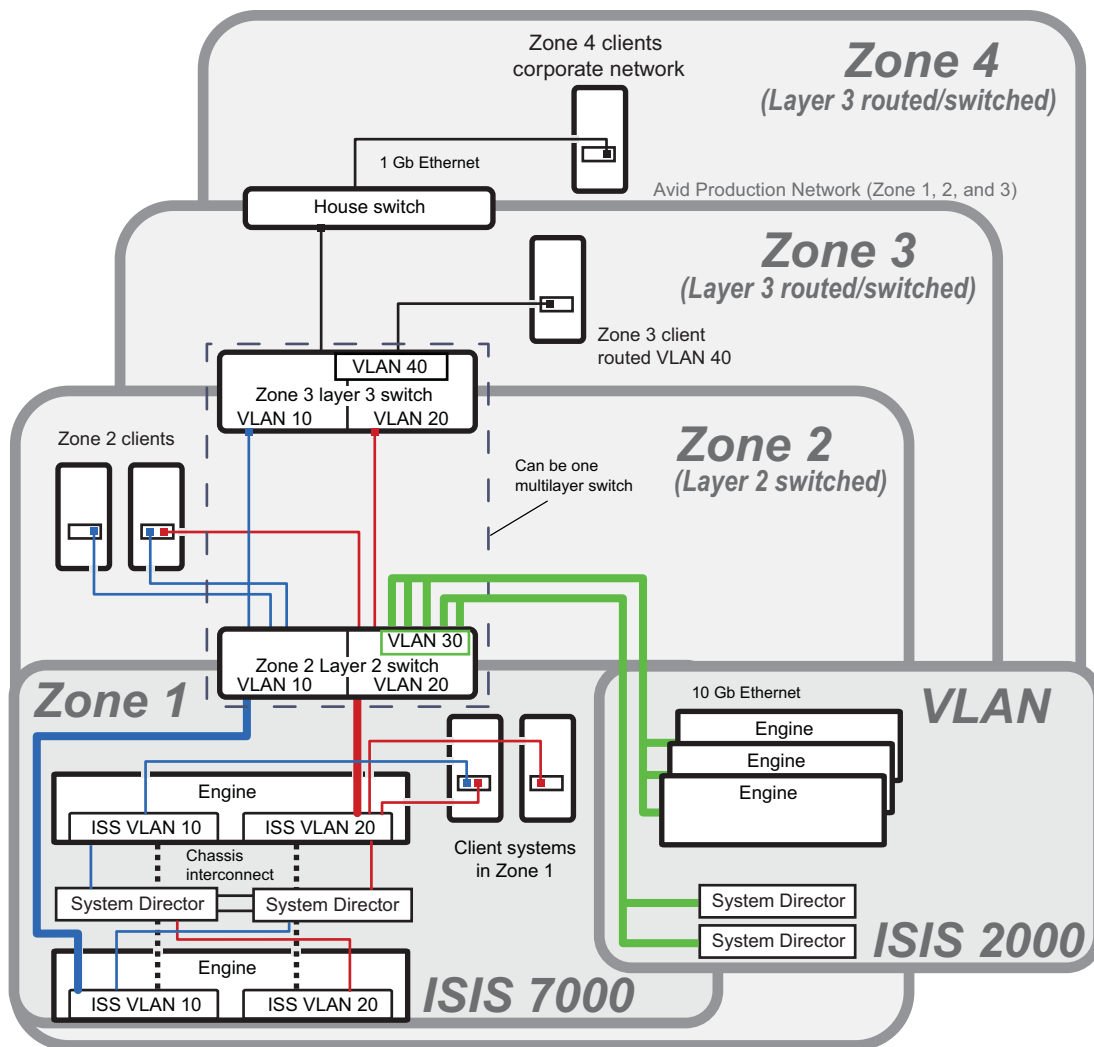 Zone 4 clients
corporate network
Zone 4
(Layer 3 routed/switched)
1 Gb Ethernet
Avid Production Network (Zone 1, 2, and 3)
House switch
Zone 3
(Layer 3 routed/switched)
Zone 3 client
routed VLAN 40
VLAN 40
Zone 3 layer 3 switch
VLAN 10
VLAN 20
Zone 2 clients
Zone 2
(Layer 2 switched)
Can be one
multilayer switch
VLAN 30
Zone 2 Layer 2 switch
VLAN 10
VLAN 20
Zone 1
10 Gb Ethernet
VLAN
Engine
Engine
Engine
Engine
ISS VLAN 10
ISS VLAN 20
Client systems
in Zone 1
Chassis
interconnect
System Director
System Director
System Director
System Director
ISIS 2000
Engine
ISS VLAN 10
ISS VLAN 20
ISIS 7000